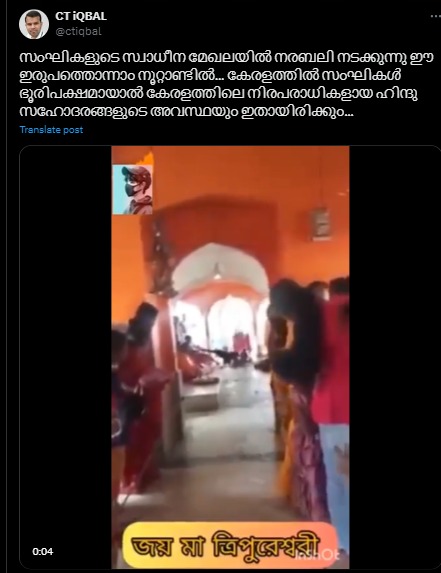 CT iQBAL
@ctiqbal
സംഘികളുടെ സ്വാധീന മേഖലയിൽ നരബലി നടക്കുന്നു ഈ
ഇരുപത്തൊന്നാം നൂറ്റാണ്ടിൽ... കേരളത്തിൽ സംഘികൾ
ഭൂരിപക്ഷമായാൽ കേരളത്തിലെ നിരപരാധികളായ ഹിന്ദു
സഹോദരങ്ങളുടെ അവസ്ഥയും ഇതായിരിക്കും...
Translate post
জয় মা ত্রিপুরেশ্বরী
0:04